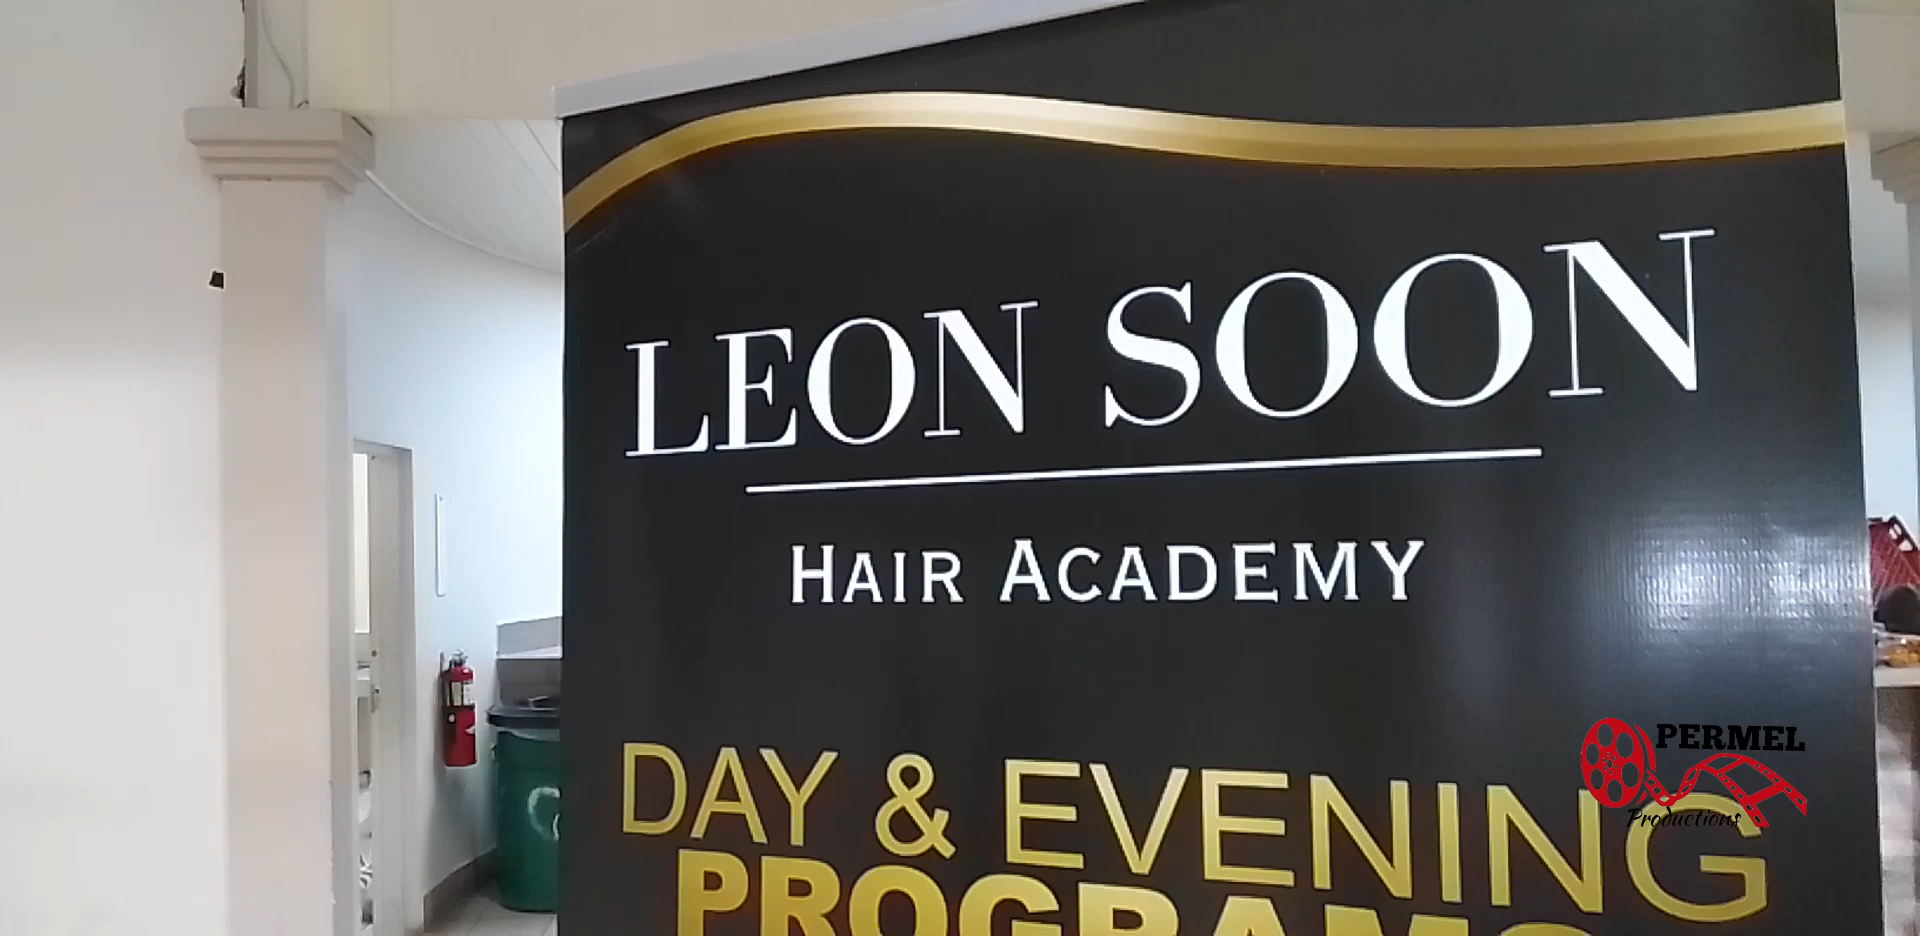 LEON SOON
HAIR ACADEMY
DAY & EVENING
PROGRAMS
PERMEL
Productions